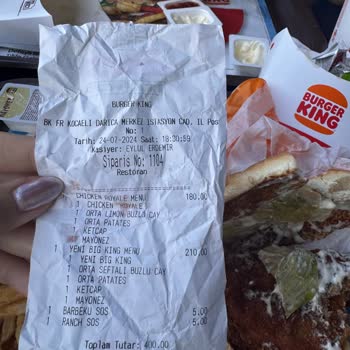 BURGER KING
BK FR KOCAELI DARICA MERKEZ ISTASYON CAD. IL Pos
No: 1
Tarih: 24-07-2024 Saat: 18:30:59
Kasiyer: EYLUL ERDEMIR
Siparis No: 1104
Restoran
CHICKEN ROYALE MENU 180.00
1 CHICKEN ROYALE
1 ORTA LIMON BUZLU CAY
1 ORTA PATATES
1 KETCAP
MAYONEZ
1 YENI BIG KING MENU 210.00
1 YENI BIG KING
1 ORTA SEFTALI BUZLU CAY
1 ORTA PATATES
1 KETCAP
1 MAYONEZ
1 BARBEKU SOS 5.00
1 RANCH SOS 5.00
Toplam Tutar: 400.00
BURGER
KING